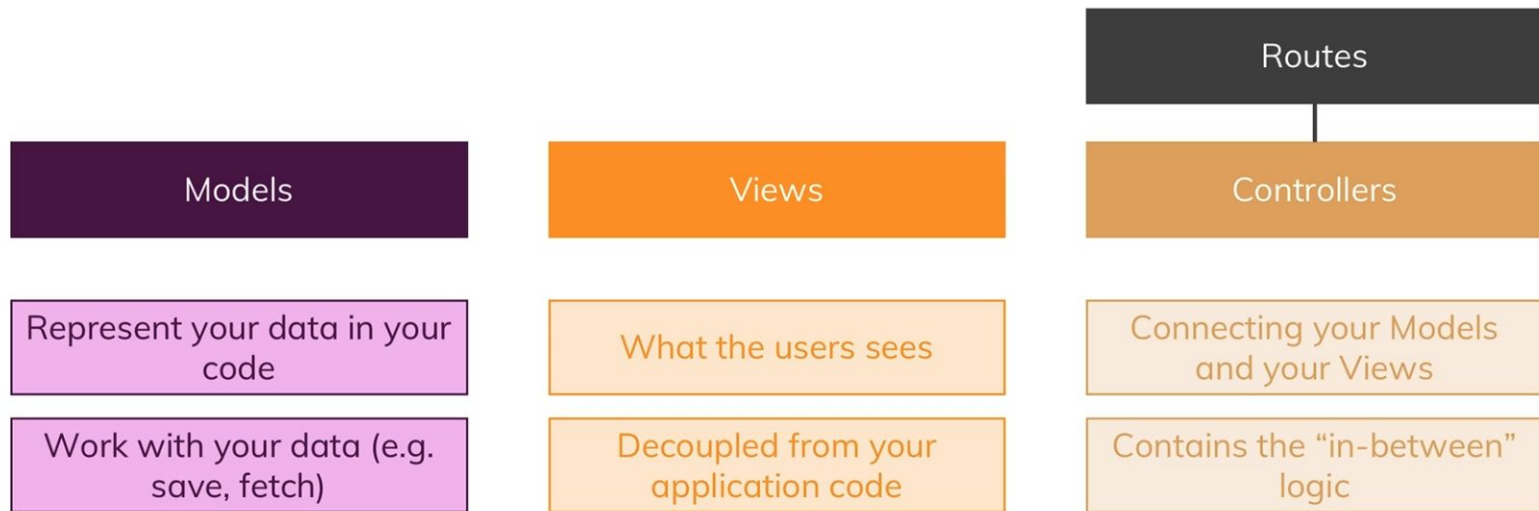 Routes
Models
Views
Controllers
Represent your data in your
code
What the users sees
Connecting your Models
and your Views
Work with your data (e.g.
save, fetch)
Decoupled from your
application code
Contains the “in-between”
logic